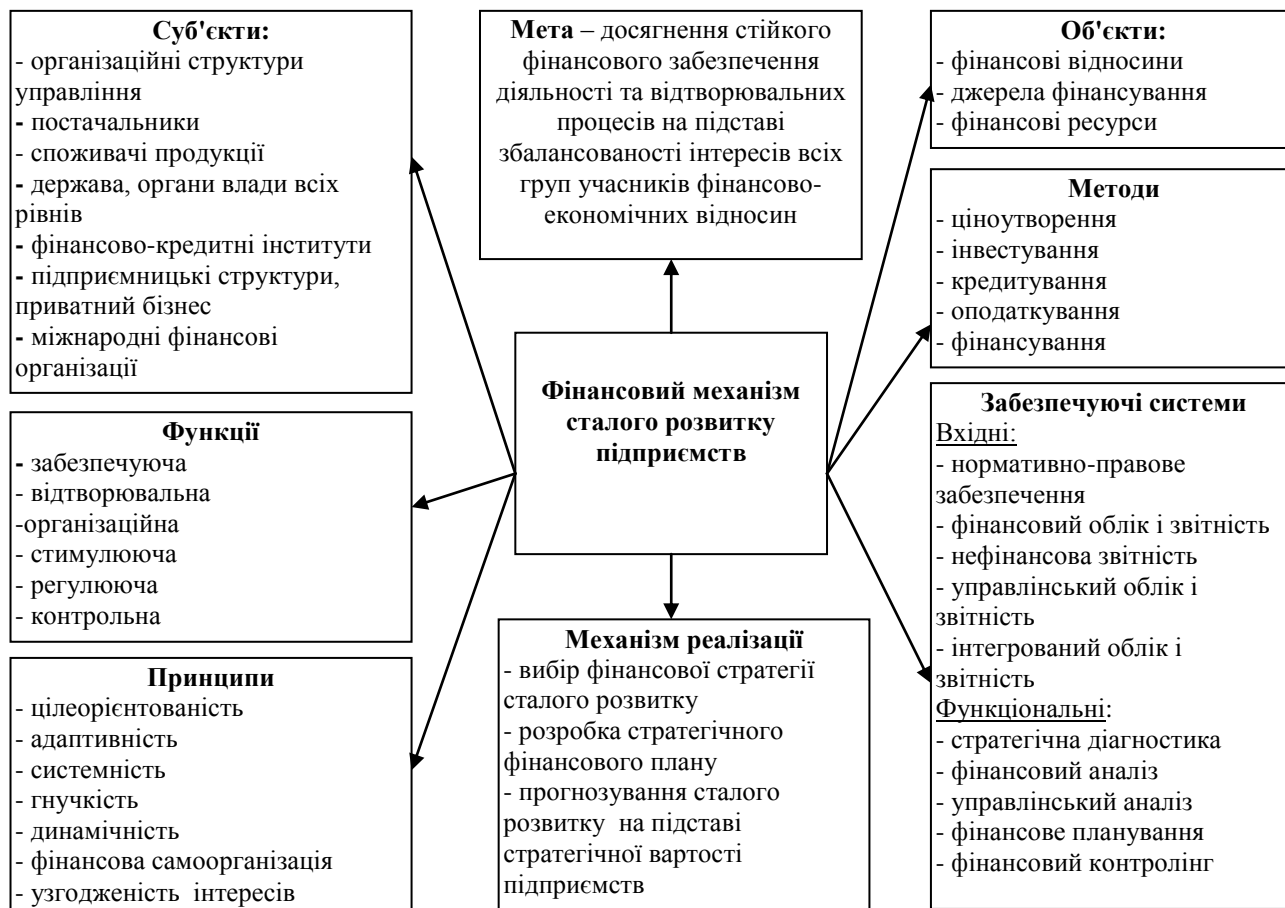 Суб'єкти:
- організаційні структури
управління
- постачальники
- споживачі продукції
- держава, органи влади всіх
рівнів
- фінансово-кредитні інститути
- підприємницькі структури,
приватний бізнес
- міжнародні фінансові
організації
Функції
- забезпечуюча
- відтворювальна
-організаційна
- стимулююча
- регулююча
- контрольна
Принципи
- цілеорієнтованість
- адаптивність
- системність
- гнучкість
- динамічність
- фінансова самоорганізація
- узгодженість інтересів
Мета – досягнення стійкого
фінансового забезпечення
діяльності та відтворювальних
процесів на підставі
збалансованості інтересів всіх
груп учасників фінансово-
економічних відносин
Фінансовий механізм
сталого розвитку
підприємств
Механізм реалізації
- вибір фінансової стратегії
сталого розвитку
- розробка стратегічного
фінансового плану
- прогнозування сталого
розвитку на підставі
стратегічної вартості
підприємств
Об'єкти:
- фінансові відносини
- джерела фінансування
- фінансові ресурси
Методи
- ціноутворення
- інвестування
- кредитування
- оподаткування
- фінансування
Забезпечуючі системи
Вхідні:
- нормативно-правове
забезпечення
- фінансовий облік і звітність
- нефінансова звітність
- управлінський облік і
звітність
- інтегрований облік і
звітність
Функціональні:
- стратегічна діагностика
- фінансовий аналіз
- управлінський аналіз
- фінансове планування
- фінансовий контролінг